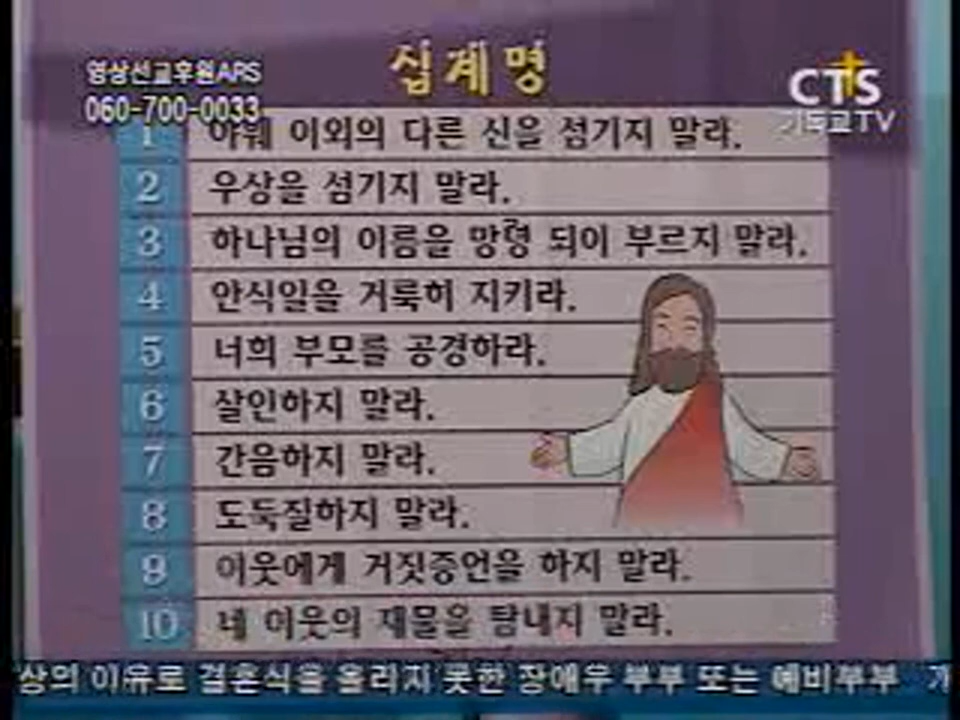 십계명
영상선교후원ARS
060-700-0033
CTS
기독교TV
1 야훼 이외의 다른 신을 섬기지 말라.
2 우상을 섬기지 말라.
3 하나님의 이름을 망령 되이 부르지 말라.
4 안식일을 거룩히 지키라.
5 너희 부모를 공경하라.
6 살인하지 말라.
7 간음하지 말라.
8 도둑질하지 말라.
9 이웃에게 거짓증언을 하지 말라.
10 네 이웃의 재물을 탐내지 말라.
상의 이유로 결혼식을 올리지 못한 장애우 부부 또는 예비부부